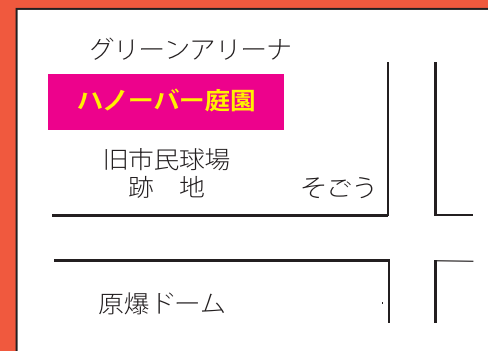 グリーンアリーナ
ハノーバー庭園
旧市民球場
跡　地
そごう
原爆ドーム